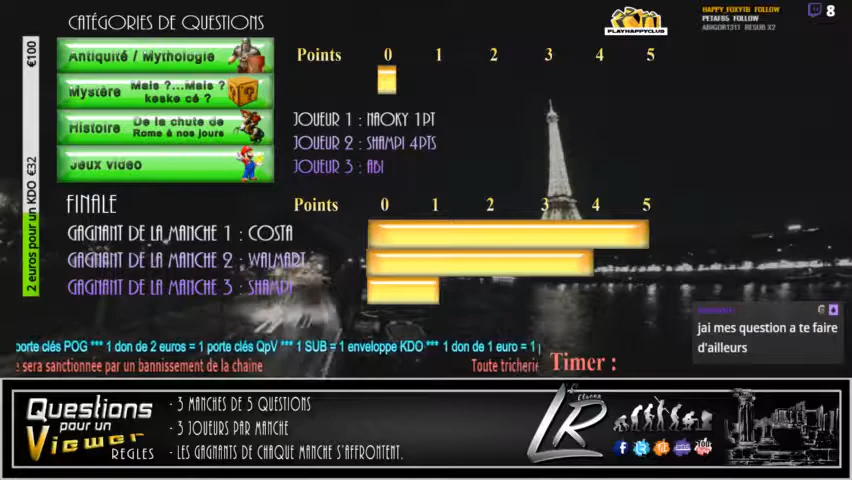 CATÉGORIES DE QUESTIONS
Antiquité / Mythologie
Mystère Mais ?...Mais ?
keske cé ?
Histoire De la chute de
Rome à nos jours
Jeux vidéo
€100
2 euros pour un KDO €32
Points 0 1 2 3 4 5
JOUEUR 1 : NAOKY 1PT
JOUEUR 2 : SHAMPI 4PTS
JOUEUR 3 : ABI
PLAYHAPPYCLUB
HAPPY_FOXY18 FOLLOW
PETAF85 FOLLOW
ABIGOR1311 RESUB X2
8
FINALE
Points 0 1 2 3 4 5
GAGNANT DE LA MANCHE 1 : COSTA
GAGNANT DE LA MANCHE 2 : WALMART
GAGNANT DE LA MANCHE 3 : SHAMPI
jai mes question a te faire
d'ailleurs
porte clés POG *** 1 don de 2 euros = 1 porte clés QpV *** 1 SUB = 1 enveloppe KDO *** 1 don de 1 euro = 1
e sera sanctionnée par un bannissement de la chaine Toute tricherie
Timer :
Questions
pour un
Viewer
REGLES
- 3 MANCHES DE 5 QUESTIONS
- 3 JOUEURS PAR MANCHE
- LES GAGNANTS DE CHAQUE MANCHE S'AFFRONTENT.
LR